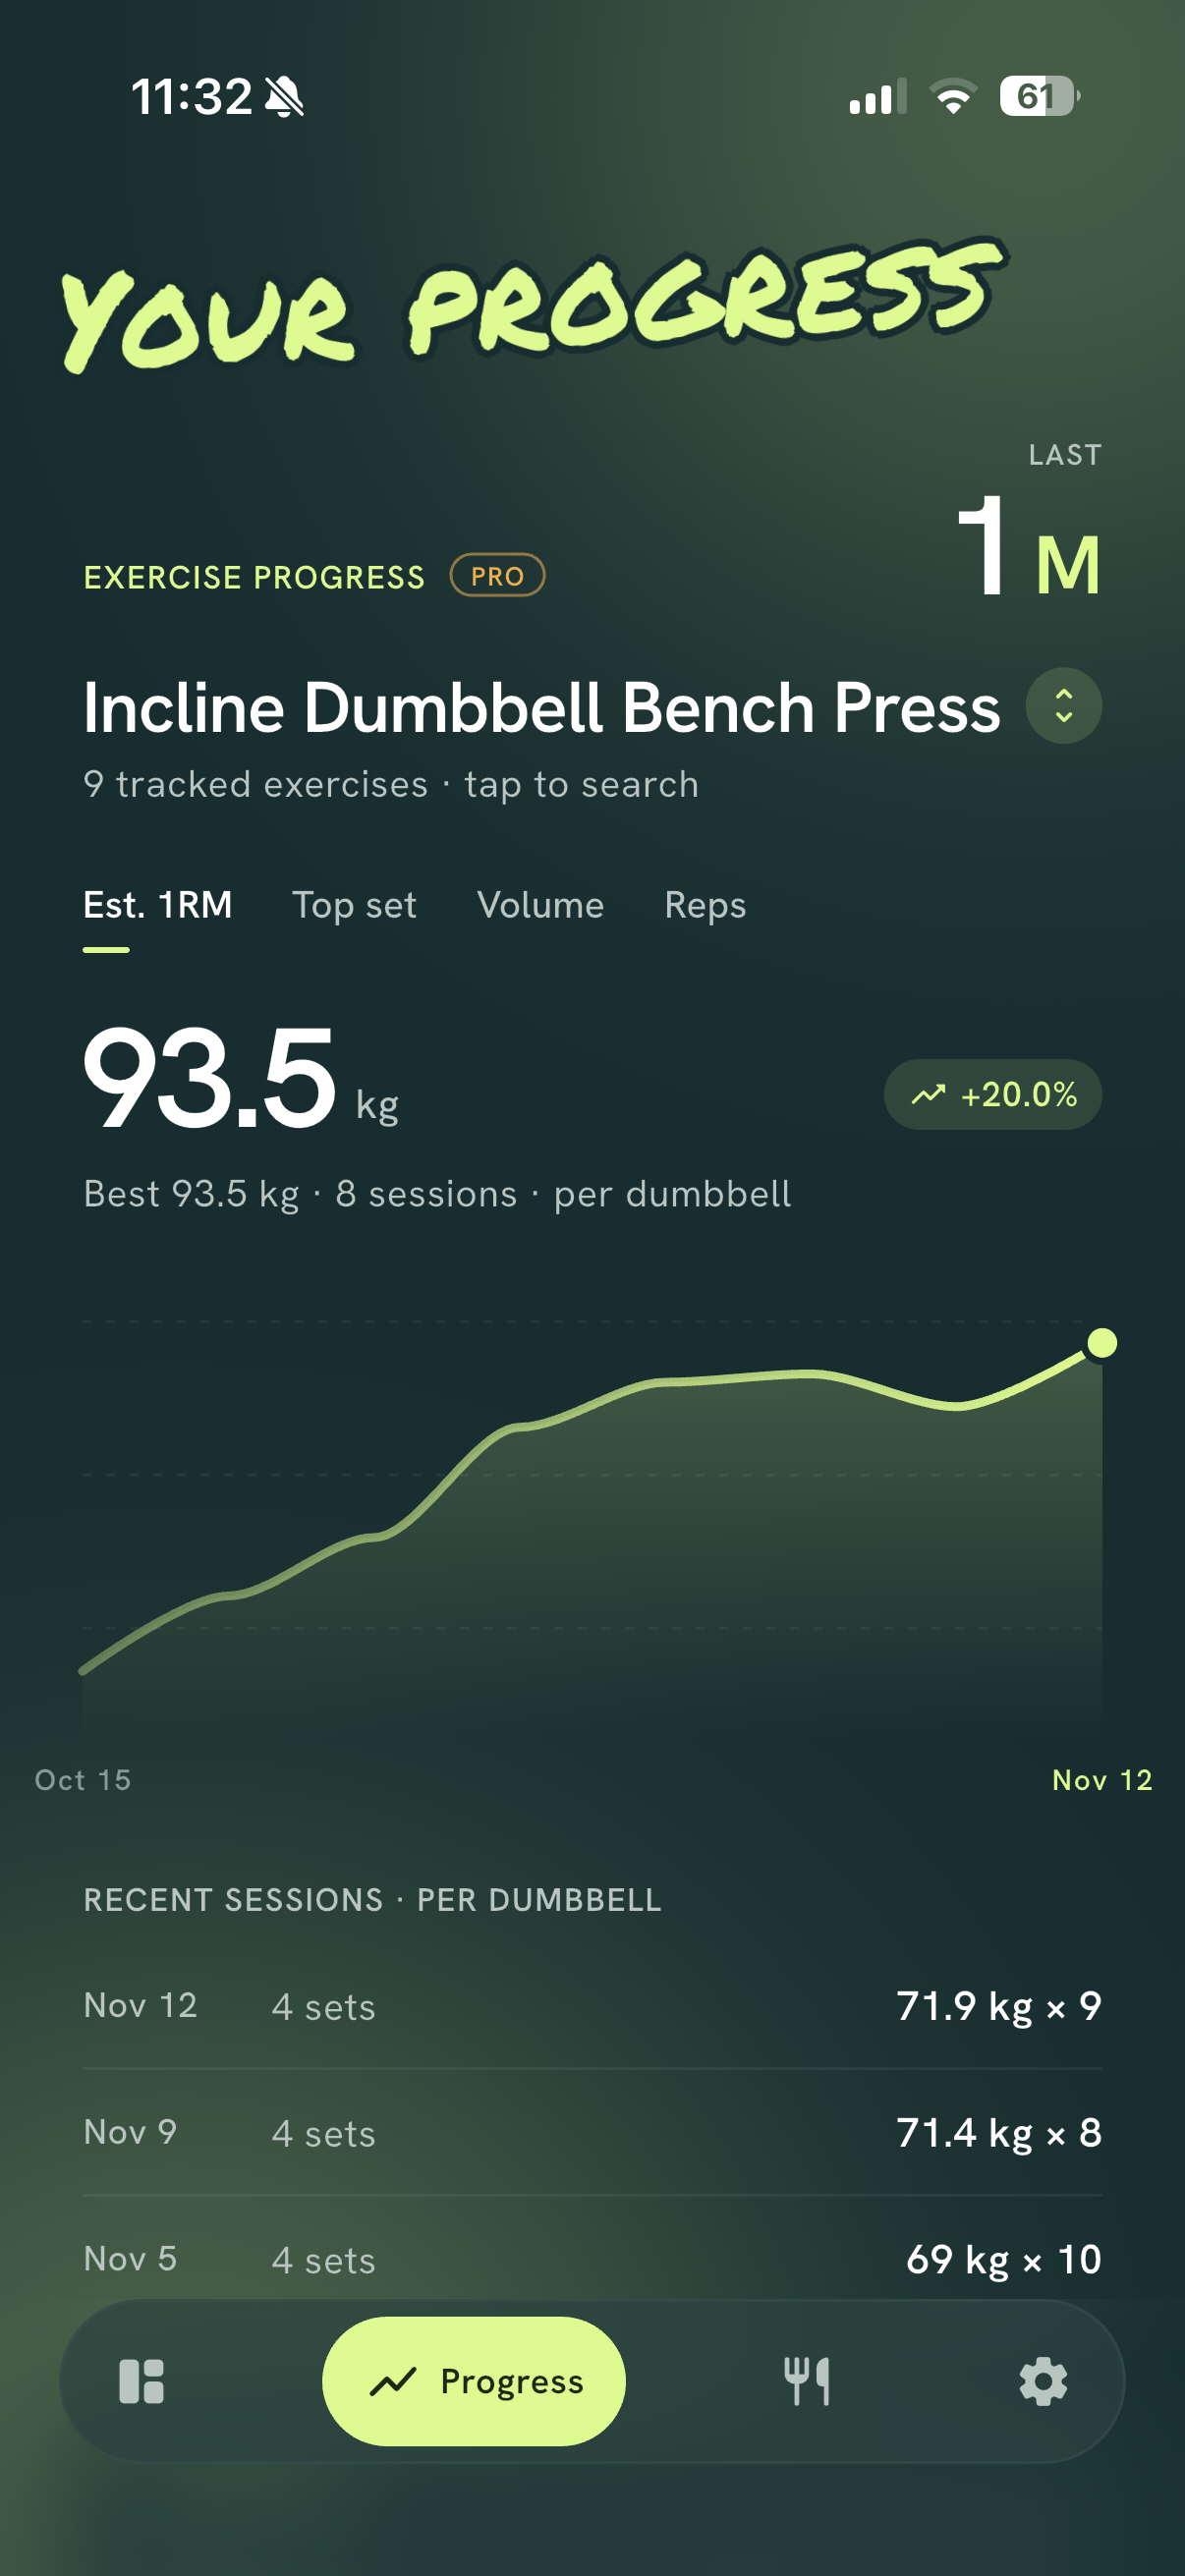 11:32
61
YOUR PROGRESS
LAST
1 M
EXERCISE PROGRESS PRO
Incline Dumbbell Bench Press
9 tracked exercises · tap to search
Est. 1RM Top set Volume Reps
93.5 kg
+20.0%
Best 93.5 kg · 8 sessions · per dumbbell
Oct 15 Nov 12
RECENT SESSIONS · PER DUMBBELL
Nov 12 4 sets 71.9 kg × 9
Nov 9 4 sets 71.4 kg × 8
Nov 5 4 sets 69 kg × 10
Progress